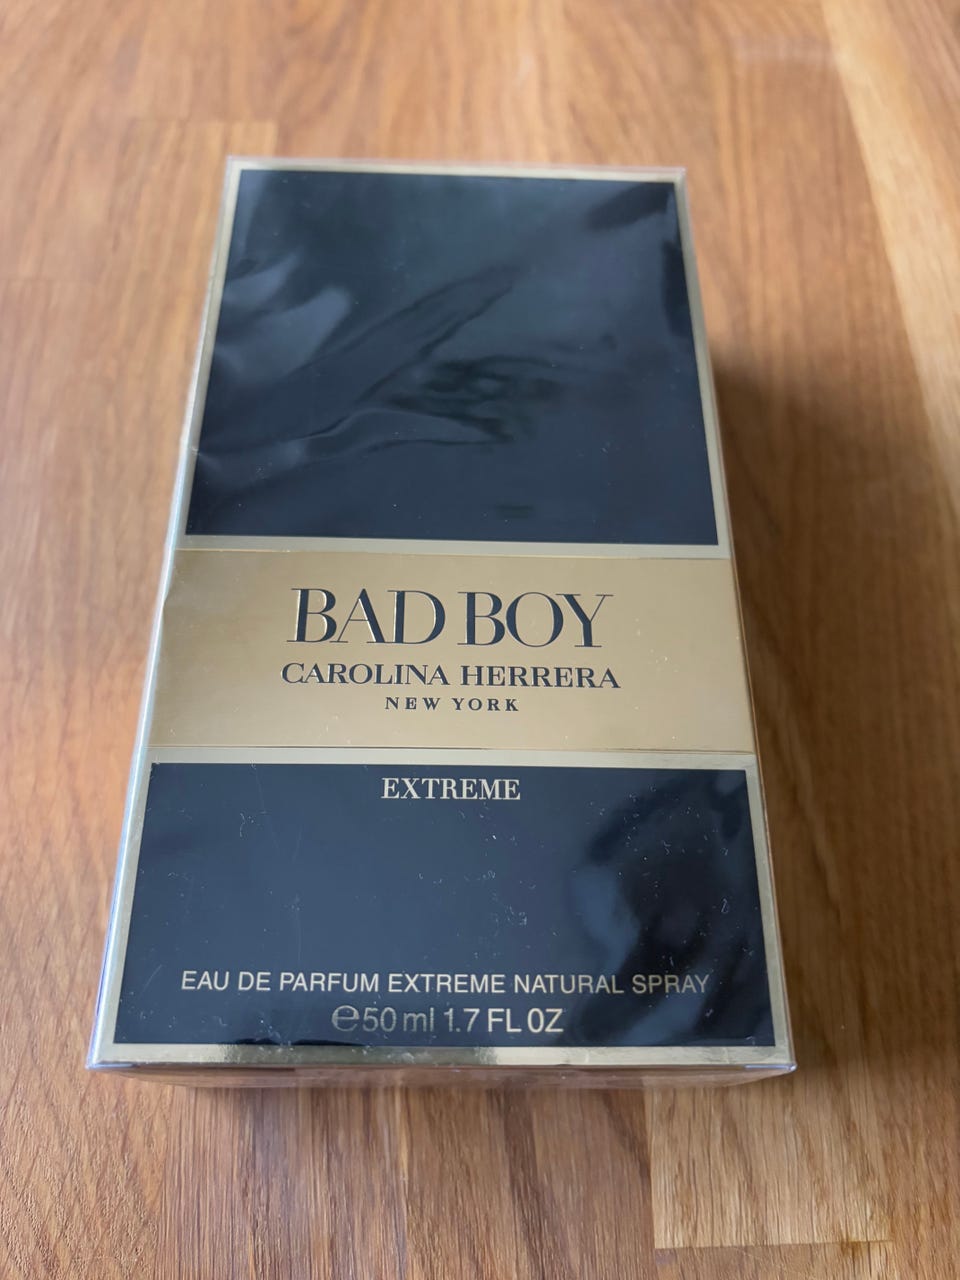 BAD BOY
CAROLINA HERRERA
NEW YORK
EXTREME
EAU DE PARFUM EXTREME NATURAL SPRAY
℮50 ml 1.7 FL OZ